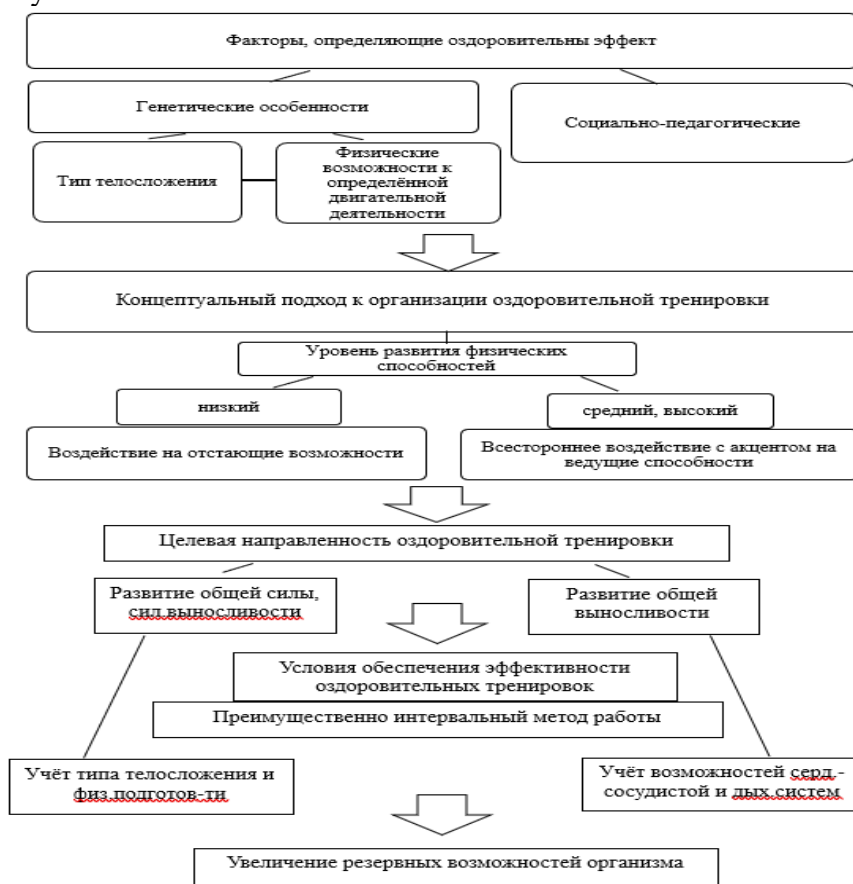 Факторы, определяющие оздоровительны эффект
Генетические особенности
Социально-педагогические
Тип телосложения
Физические
возможности к
определённой
двигательной
деятельности
Концептуальный подход к организации оздоровительной тренировки
Уровень развития физических
способностей
низкий
средний, высокий
Воздействие на отстающие возможности
Всестороннее воздействие с акцентом на
ведущие способности
Целевая направленность оздоровительной тренировки
Развитие общей силы,
сил.выносливости
Развитие общей
выносливости
Условия обеспечения эффективности
оздоровительных тренировок
Преимущественно интервальный метод работы
Учёт типа телосложения и
физ.подготов-ти
Учёт возможностей серд.-
сосудистой и дых.систем
Увеличение резервных возможностей организма